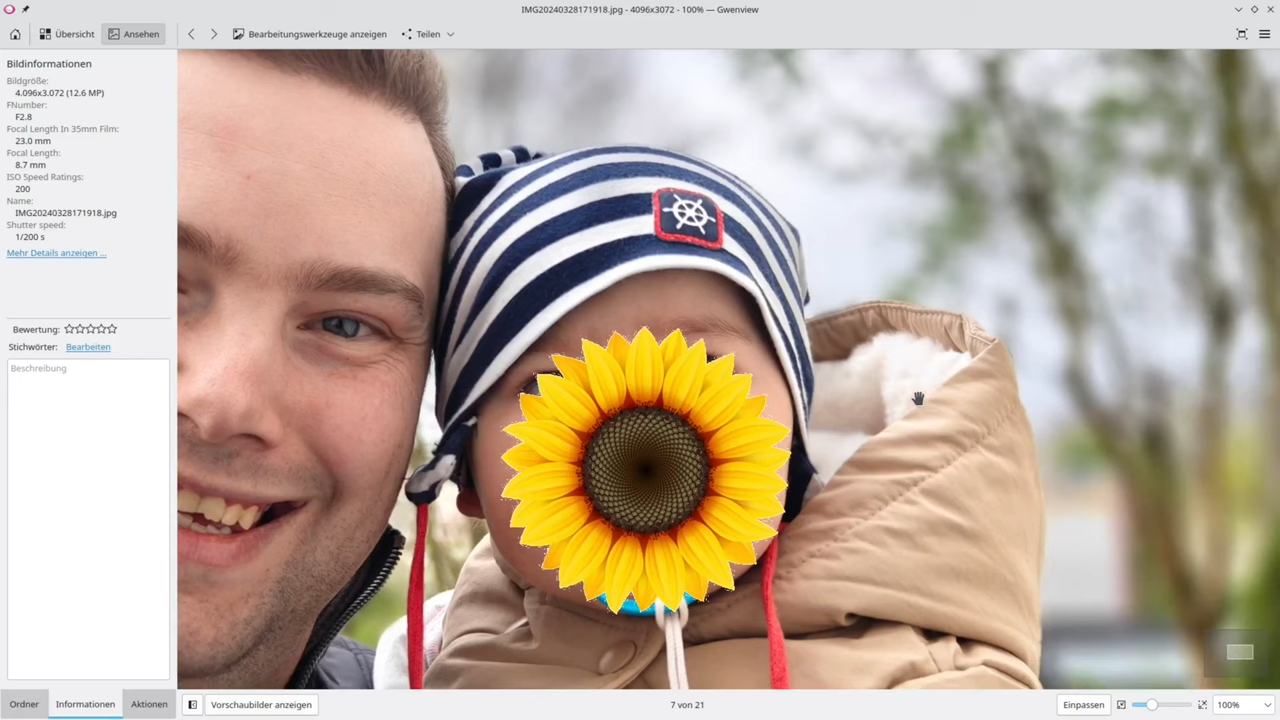 IMG20240328171918.jpg - 4096x3072 - 100% — Gwenview
Übersicht
Ansehen
Bearbeitungswerkzeuge anzeigen
Teilen
Bildinformationen
Bildgröße:
4.096x3.072 (12.6 MP)
FNumber:
F2.8
Focal Length In 35mm Film:
23.0 mm
Focal Length:
8.7 mm
ISO Speed Ratings:
200
Name:
IMG20240328171918.jpg
Shutter speed:
1/200 s
Mehr Details anzeigen ...
Bewertung:
Stichwörter: Bearbeiten
Beschreibung
Ordner
Informationen
Aktionen
Vorschaubilder anzeigen
7 von 21
Einpassen
100%